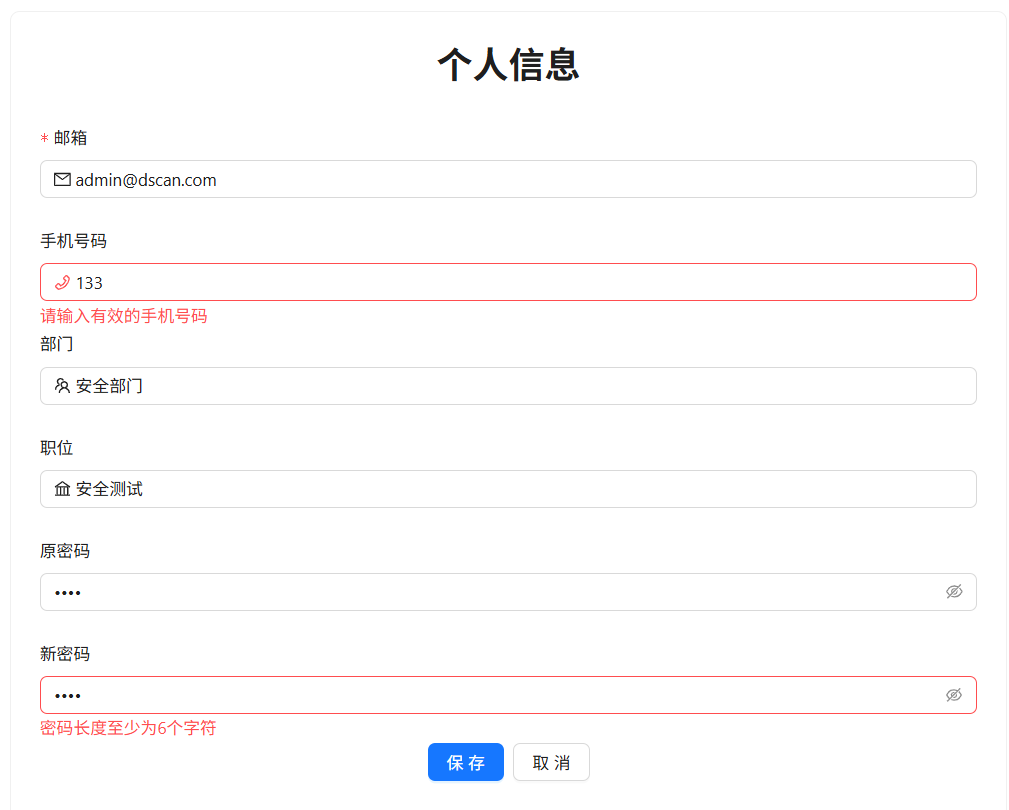 个人信息
* 邮箱
admin@dscan.com
手机号码
133
请输入有效的手机号码
部门
安全部门
职位
安全测试
原密码
••••
新密码
••••
密码长度至少为6个字符
保 存 取 消